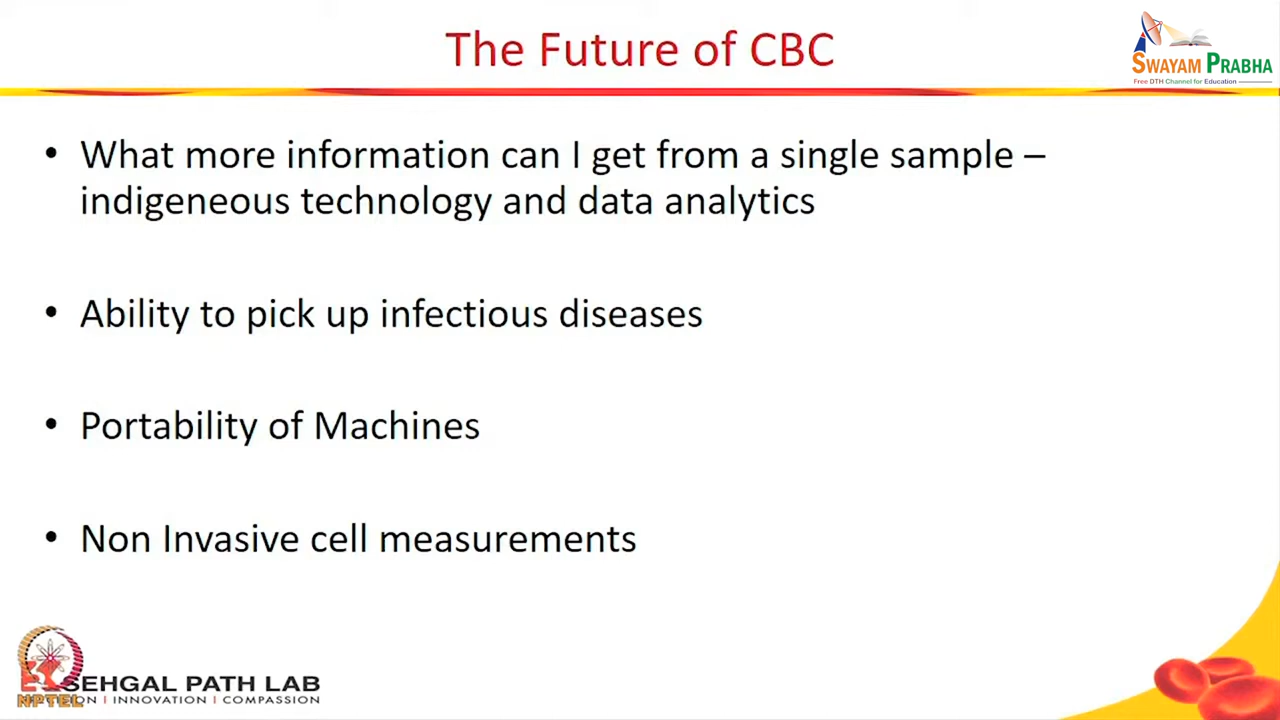 The Future of CBC
SWAYAM PRABHA
Free DTH Channel for Education
• What more information can I get from a single sample –
indigeneous technology and data analytics
• Ability to pick up infectious diseases
• Portability of Machines
• Non Invasive cell measurements
SEHGAL PATH LAB
INNOVATION | COMPASSION
NPTEL